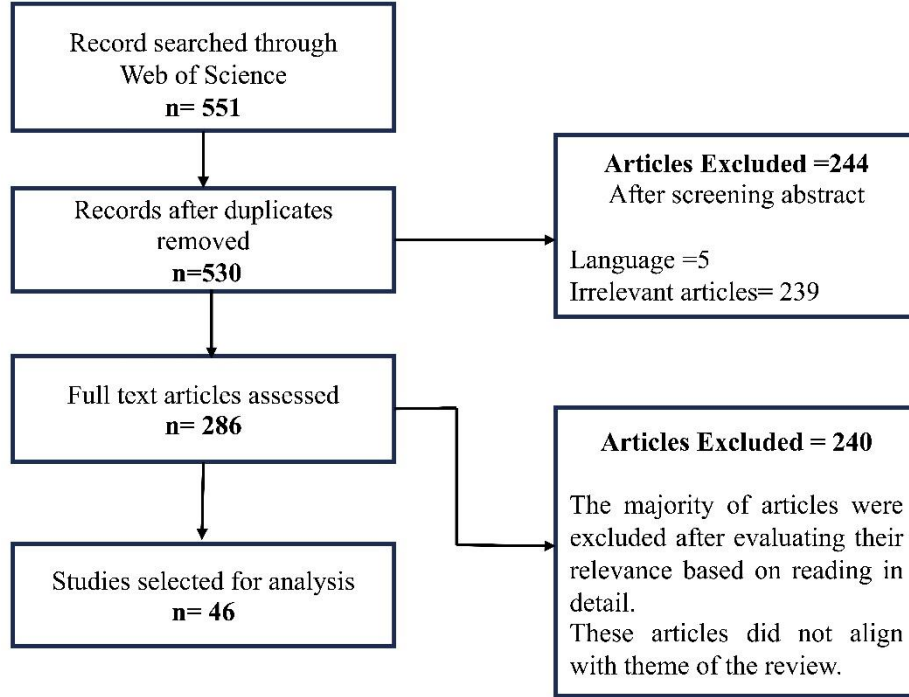 Record searched through
Web of Science
n= 551
Records after duplicates
removed
n=530
Articles Excluded =244
After screening abstract
Language =5
Irrelevant articles= 239
Full text articles assessed
n= 286
Articles Excluded = 240
The majority of articles were
excluded after evaluating their
relevance based on reading in
detail.
These articles did not align
with theme of the review.
Studies selected for analysis
n= 46